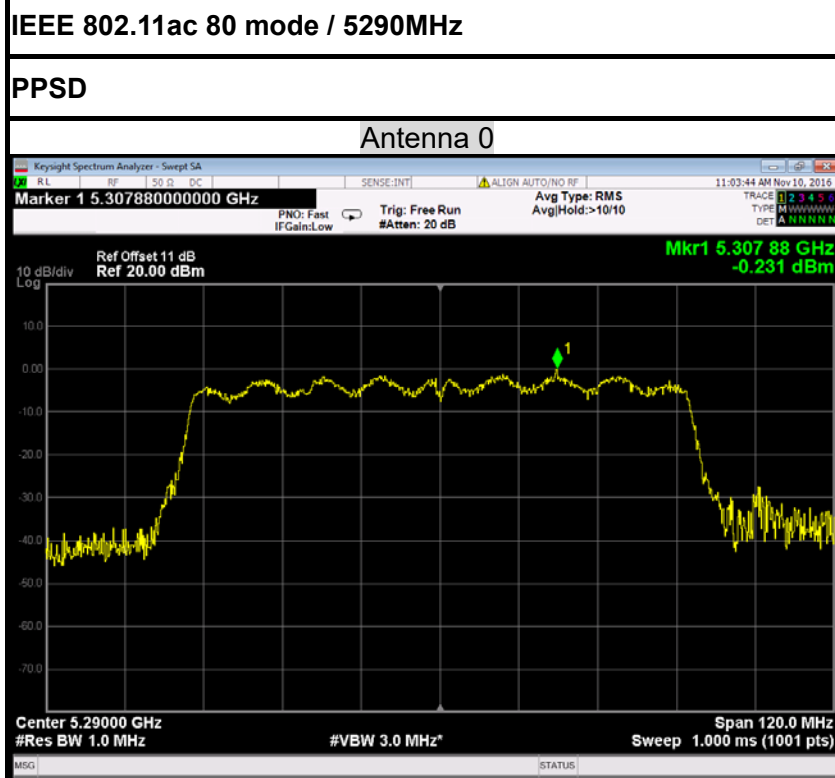 IEEE 802.11ac 80 mode / 5290MHz
PPSD
Antenna 0
Keysight Spectrum Analyzer - Swept SA
RL RF 50 Ω DC SENSE:INT ALIGN AUTO/NO RF 11:03:44 AM Nov 10, 2016
Marker 1 5.307880000000 GHz
PNO: Fast
IFGain:Low
Trig: Free Run
#Atten: 20 dB
Avg Type: RMS
Avg|Hold:>10/10
TRACE 1 2 3 4 5 6
TYPE M WWWWW
DET A N N N N N
Mkr1 5.307 88 GHz
-0.231 dBm
Ref Offset 11 dB
10 dB/div Ref 20.00 dBm
Log
1
10.0
0.00
-10.0
-20.0
-30.0
-40.0
-50.0
-60.0
-70.0
Center 5.29000 GHz Span 120.0 MHz
#Res BW 1.0 MHz #VBW 3.0 MHz* Sweep 1.000 ms (1001 pts)
MSG STATUS